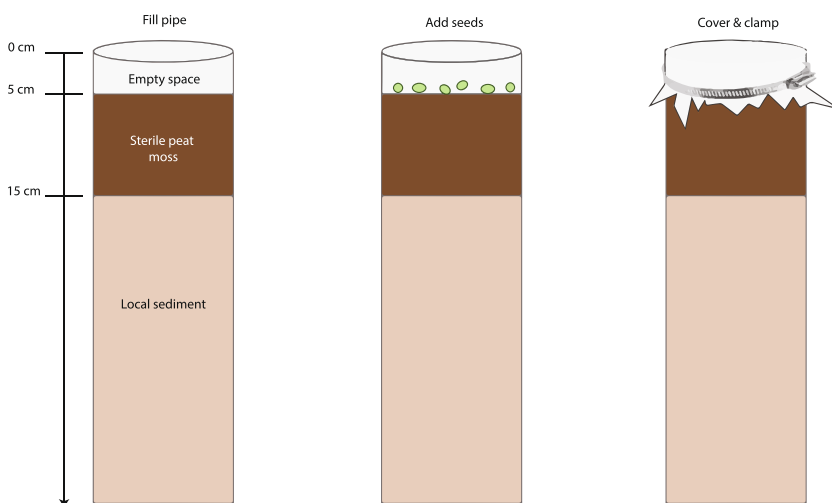 Fill pipe
Add seeds
Cover & clamp
0 cm
Empty space
5 cm
Sterile peat
moss
15 cm
Local sediment